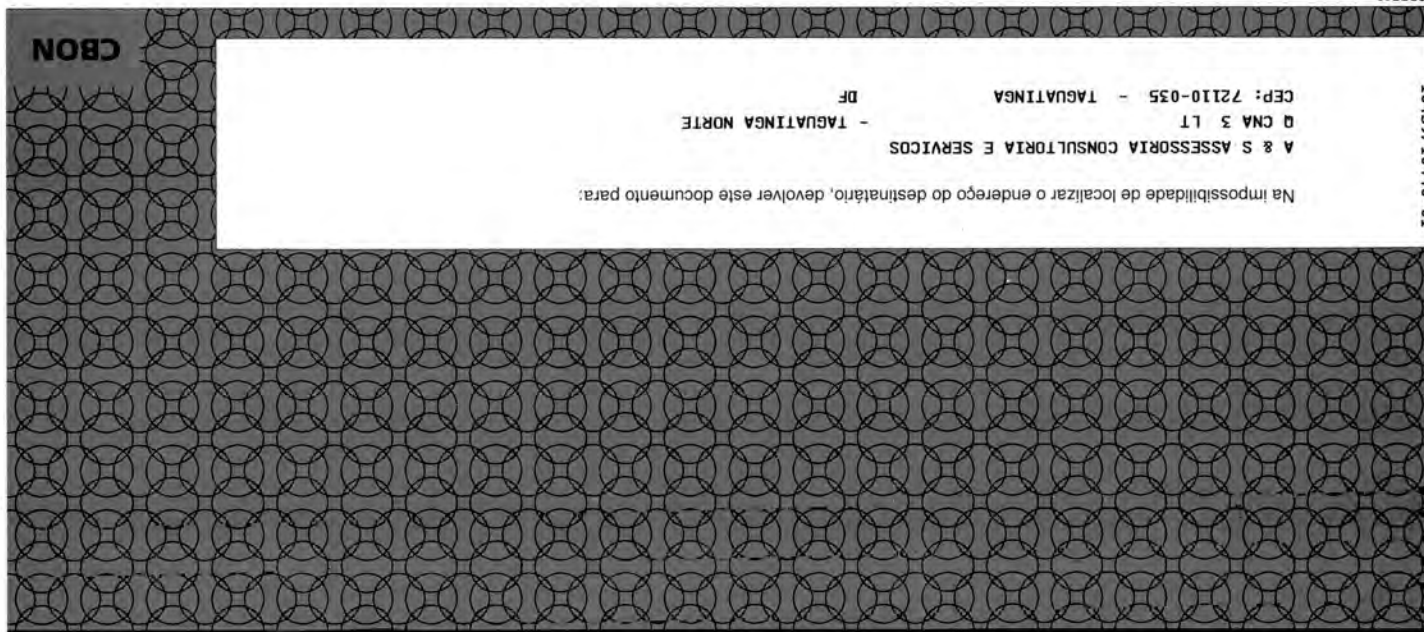 Na impossibilidade de localizar o endereço do destinatário, devolver este documento para:
A & S ASSESSORIA CONSULTORIA E SERVICOS
Q CNA 3 LT - TAGUATINGA NORTE
CEP: 72110-035 - TAGUATINGA DF
CBON